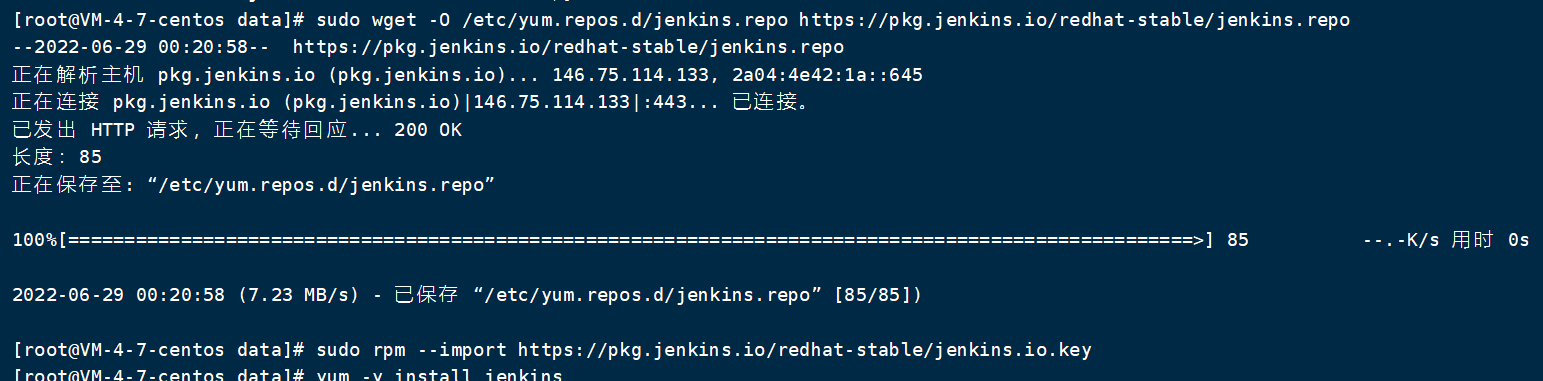 [root@VM-4-7-centos data]# sudo wget -O /etc/yum.repos.d/jenkins.repo https://pkg.jenkins.io/redhat-stable/jenkins.repo
--2022-06-29 00:20:58--  https://pkg.jenkins.io/redhat-stable/jenkins.repo
正在解析主机 pkg.jenkins.io (pkg.jenkins.io)... 146.75.114.133, 2a04:4e42:1a::645
正在连接 pkg.jenkins.io (pkg.jenkins.io)|146.75.114.133|:443... 已连接。
已发出 HTTP 请求，正在等待回应... 200 OK
长度：85
正在保存至: “/etc/yum.repos.d/jenkins.repo”
100%[============================================================================================>] 85 --.-K/s 用时 0s
2022-06-29 00:20:58 (7.23 MB/s) - 已保存 “/etc/yum.repos.d/jenkins.repo” [85/85])
[root@VM-4-7-centos data]# sudo rpm --import https://pkg.jenkins.io/redhat-stable/jenkins.io.key
[root@VM-4-7-centos data]# yum -y install jenkins